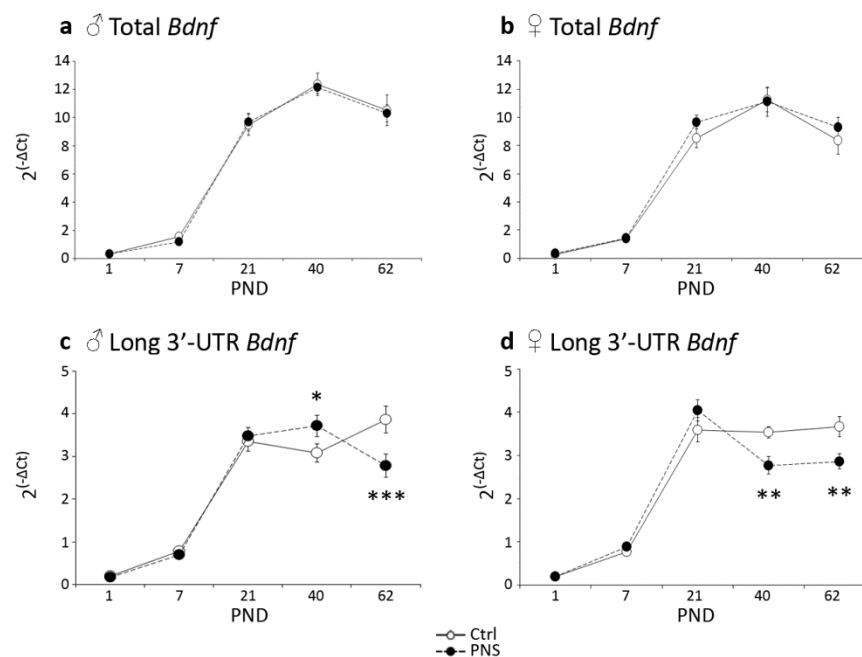 a ♂ Total Bdnf
14
12
10
8
6
4
2
0
2(-ΔCt)
1 7 21 40 62
PND
b ♀ Total Bdnf
14
12
10
8
6
4
2
0
2(-ΔCt)
1 7 21 40 62
PND
c ♂ Long 3’-UTR Bdnf
5
4
3
2
1
0
2(-ΔCt)
*
***
1 7 21 40 62
PND
d ♀ Long 3’-UTR Bdnf
5
4
3
2
1
0
2(-ΔCt)
** **
1 7 21 40 62
PND
Ctrl
PNS